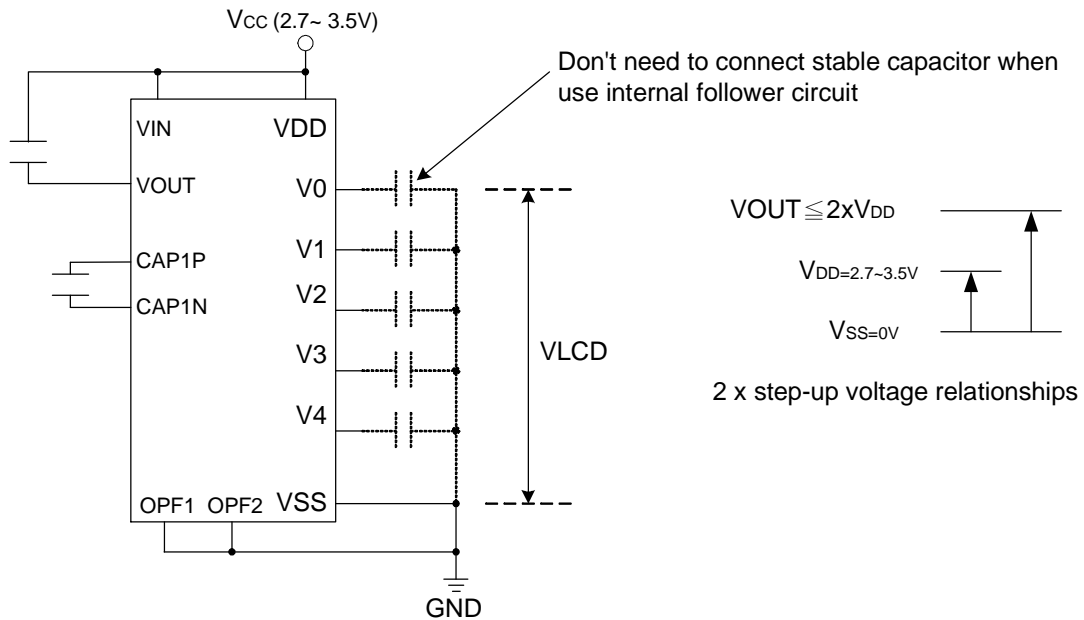 VCC (2.7~ 3.5V)
Don't need to connect stable capacitor when
use internal follower circuit
VIN
VDD
VOUT
V0
V1
CAP1P
CAP1N
V2
V3
V4
OPF1
OPF2
VSS
GND
VLCD
VOUT≦2xVDD
VDD=2.7~3.5V
VSS=0V
2 x step-up voltage relationships